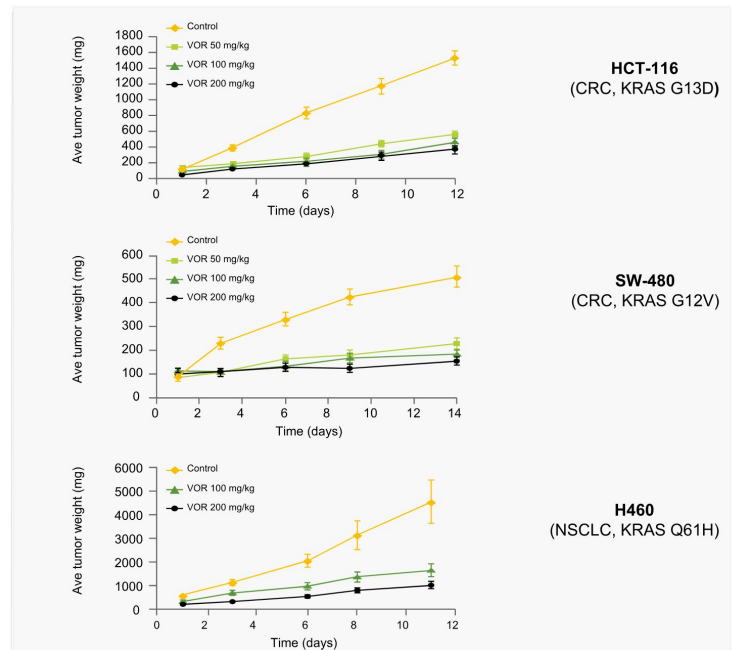 Control
VOR 50 mg/kg
VOR 100 mg/kg
VOR 200 mg/kg
Ave tumor weight (mg)
1800
1600
1400
1200
1000
800
600
400
200
0
0 2 4 6 8 10 12
Time (days)
HCT-116
(CRC, KRAS G13D)
Control
VOR 50 mg/kg
VOR 100 mg/kg
VOR 200 mg/kg
Ave tumor weight (mg)
600
500
400
300
200
100
0
0 2 4 6 8 10 12 14
Time (days)
SW-480
(CRC, KRAS G12V)
Control
VOR 100 mg/kg
VOR 200 mg/kg
Ave tumor weight (mg)
6000
5000
4000
3000
2000
1000
0
0 2 4 6 8 10 12
Time (days)
H460
(NSCLC, KRAS Q61H)